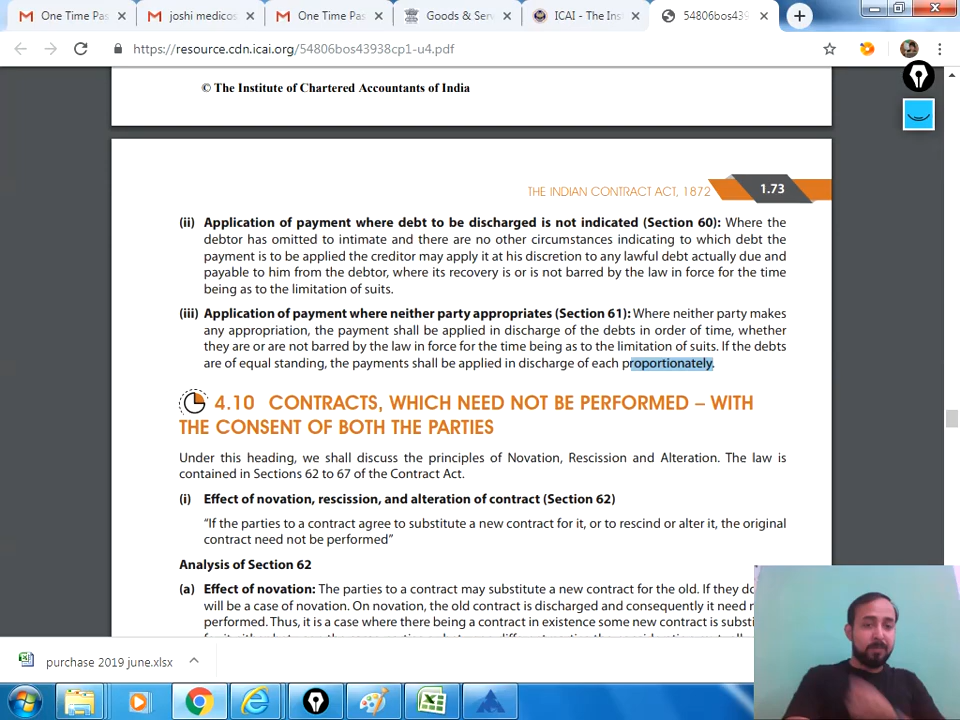 One Time Pas
joshi medicos
One Time Pas
Goods & Serv
ICAI - The Ins
54806bos439
https://resource.cdn.icai.org/54806bos43938cp1-u4.pdf
© The Institute of Chartered Accountants of India
THE INDIAN CONTRACT ACT, 1872
1.73
(ii) Application of payment where debt to be discharged is not indicated (Section 60): Where the
debtor has omitted to intimate and there are no other circumstances indicating to which debt the
payment is to be applied the creditor may apply it at his discretion to any lawful debt actually due and
payable to him from the debtor, where its recovery is or is not barred by the law in force for the time
being as to the limitation of suits.
(iii) Application of payment where neither party appropriates (Section 61): Where neither party makes
any appropriation, the payment shall be applied in discharge of the debts in order of time, whether
they are or are not barred by the law in force for the time being as to the limitation of suits. If the debts
are of equal standing, the payments shall be applied in discharge of each proportionately.
4.10 CONTRACTS, WHICH NEED NOT BE PERFORMED – WITH
THE CONSENT OF BOTH THE PARTIES
Under this heading, we shall discuss the principles of Novation, Rescission and Alteration. The law is
contained in Sections 62 to 67 of the Contract Act.
(i) Effect of novation, rescission, and alteration of contract (Section 62)
“If the parties to a contract agree to substitute a new contract for it, or to rescind or alter it, the original
contract need not be performed”
Analysis of Section 62
(a) Effect of novation: The parties to a contract may substitute a new contract for the old. If they do
will be a case of novation. On novation, the old contract is discharged and consequently it need
performed. Thus, it is a case where there being a contract in existence some new contract is substi
purchase 2019 june.xlsx